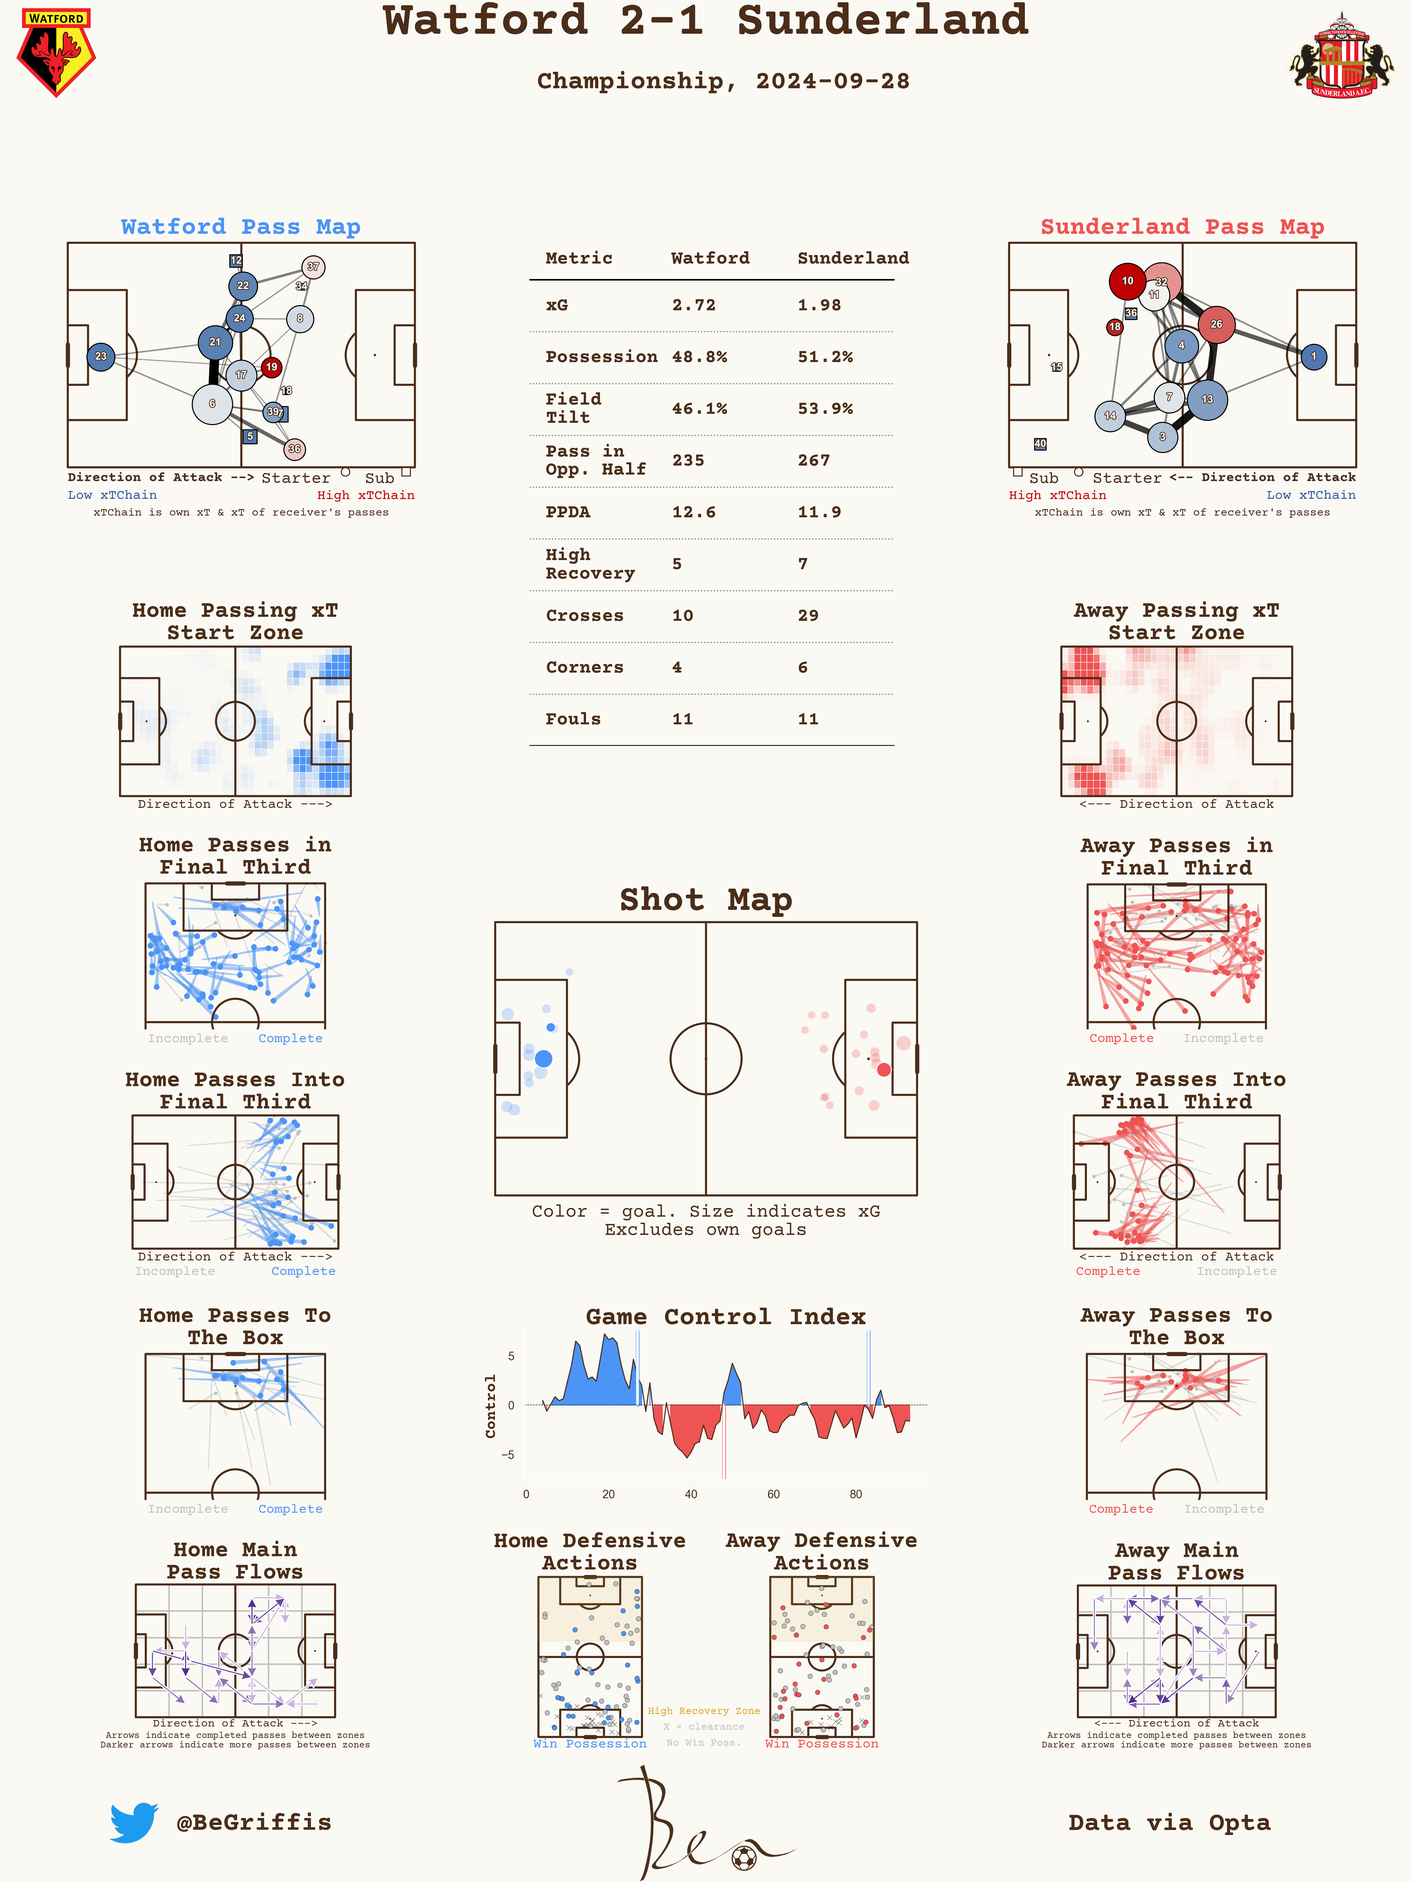 Watford 2-1 Sunderland
Championship, 2024-09-28
WATFORD
SUNDERLAND A.F.C.
Watford Pass Map
12
37
22
34
24
8
21
23
19
17
18
6
39
7
5
36
Direction of Attack --> Starter Sub
Low xTChain High xTChain
xTChain is own xT & xT of receiver's passes
Metric Watford Sunderland
xG 2.72 1.98
Possession 48.8% 51.2%
Field
Tilt 46.1% 53.9%
Pass in
Opp. Half 235 267
PPDA 12.6 11.9
High
Recovery 5 7
Crosses 10 29
Corners 4 6
Fouls 11 11
Sunderland Pass Map
10
32
11
36
18
26
4
1
15
7
13
14
3
40
Sub Starter <-- Direction of Attack
High xTChain Low xTChain
xTChain is own xT & xT of receiver's passes
Home Passing xT
Start Zone
Direction of Attack --->
Away Passing xT
Start Zone
<--- Direction of Attack
Home Passes in
Final Third
Incomplete Complete
Away Passes in
Final Third
Complete Incomplete
Shot Map
Color = goal. Size indicates xG
Excludes own goals
Home Passes Into
Final Third
Direction of Attack --->
Incomplete Complete
Away Passes Into
Final Third
<--- Direction of Attack
Complete Incomplete
Home Passes To
The Box
Incomplete Complete
Game Control Index
Control
5
0
−5
0 20 40 60 80
Away Passes To
The Box
Complete Incomplete
Home Main
Pass Flows
Direction of Attack --->
Arrows indicate completed passes between zones
Darker arrows indicate more passes between zones
Home Defensive
Actions
Win Possession
Away Defensive
Actions
Win Possession
High Recovery Zone
X = clearance
No Win Poss.
Away Main
Pass Flows
<--- Direction of Attack
Arrows indicate completed passes between zones
Darker arrows indicate more passes between zones
@BeGriffis
Ben
Data via Opta